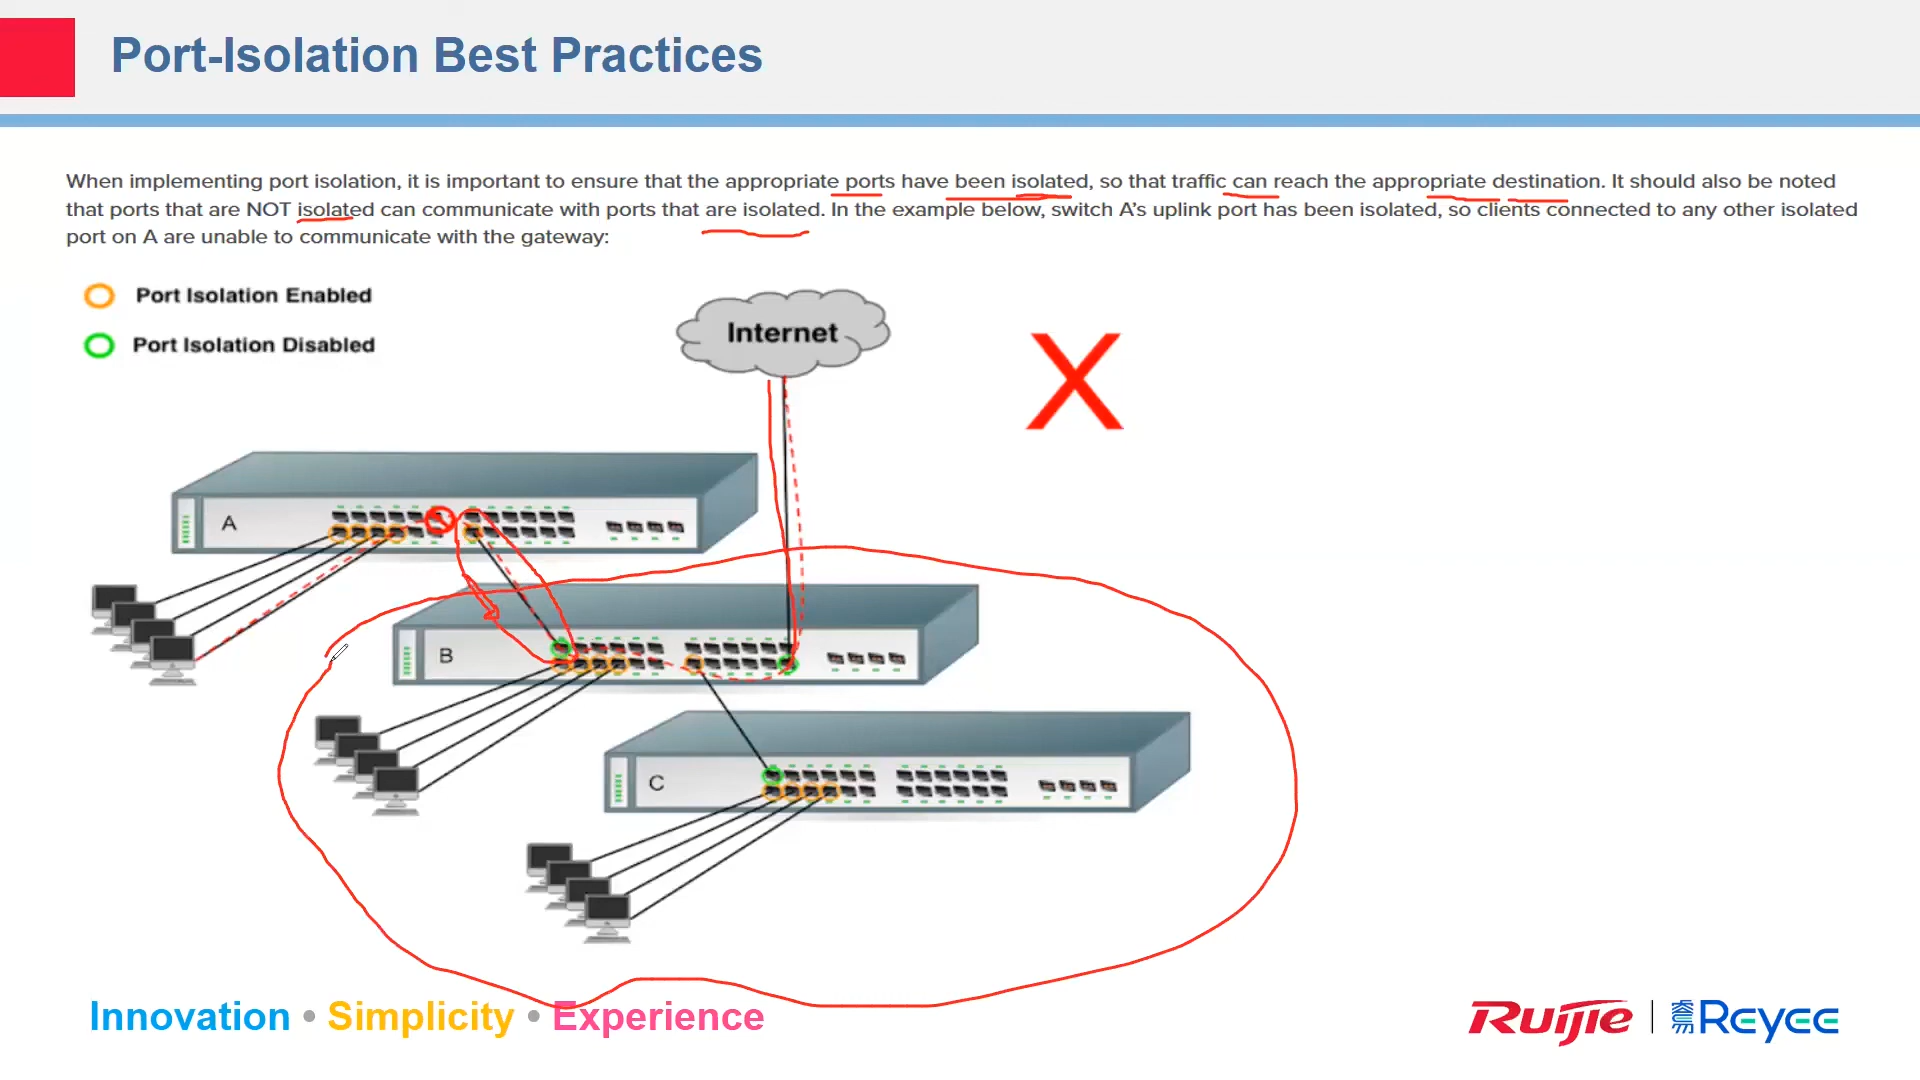 Port-Isolation Best Practices
When implementing port isolation, it is important to ensure that the appropriate ports have been isolated, so that traffic can reach the appropriate destination. It should also be noted
that ports that are NOT isolated can communicate with ports that are isolated. In the example below, switch A's uplink port has been isolated, so clients connected to any other isolated
port on A are unable to communicate with the gateway:
Port Isolation Enabled
Port Isolation Disabled
Internet
X
A
B
C
Innovation • Simplicity • Experience
Ruijie | 睿易 Reyee